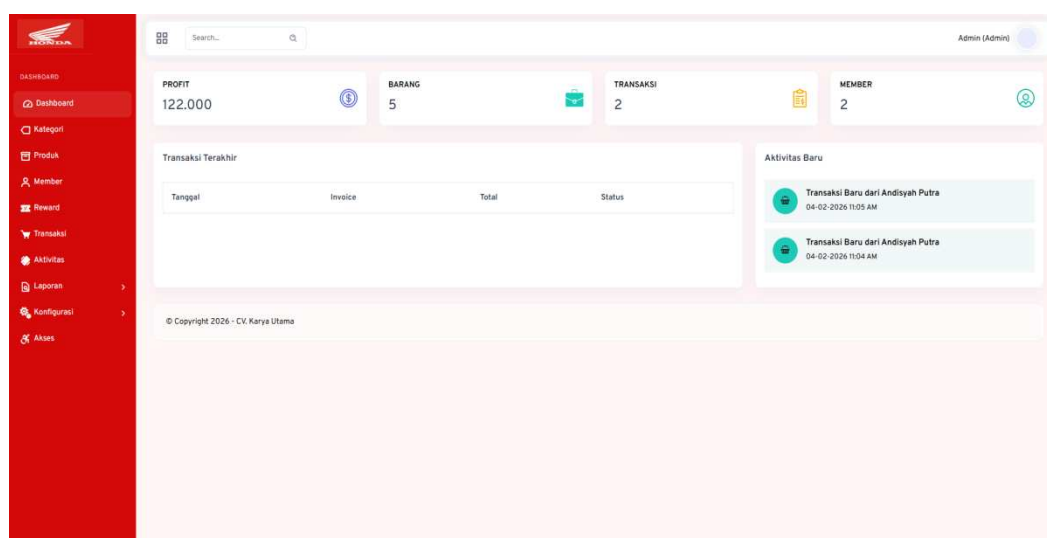 HONDA
Search...
Admin (Admin)
DASHBOARD
Dashboard
Kategori
Produk
Member
Reward
Transaksi
Aktivitas
Laporan
Konfigurasi
Akses
PROFIT
122.000
BARANG
5
TRANSAKSI
2
MEMBER
2
Transaksi Terakhir
Tanggal Invoice Total Status
Aktivitas Baru
Transaksi Baru dari Andisyah Putra
04-02-2026 11:05 AM
Transaksi Baru dari Andisyah Putra
04-02-2026 11:04 AM
© Copyright 2026 - CV. Karya Utama